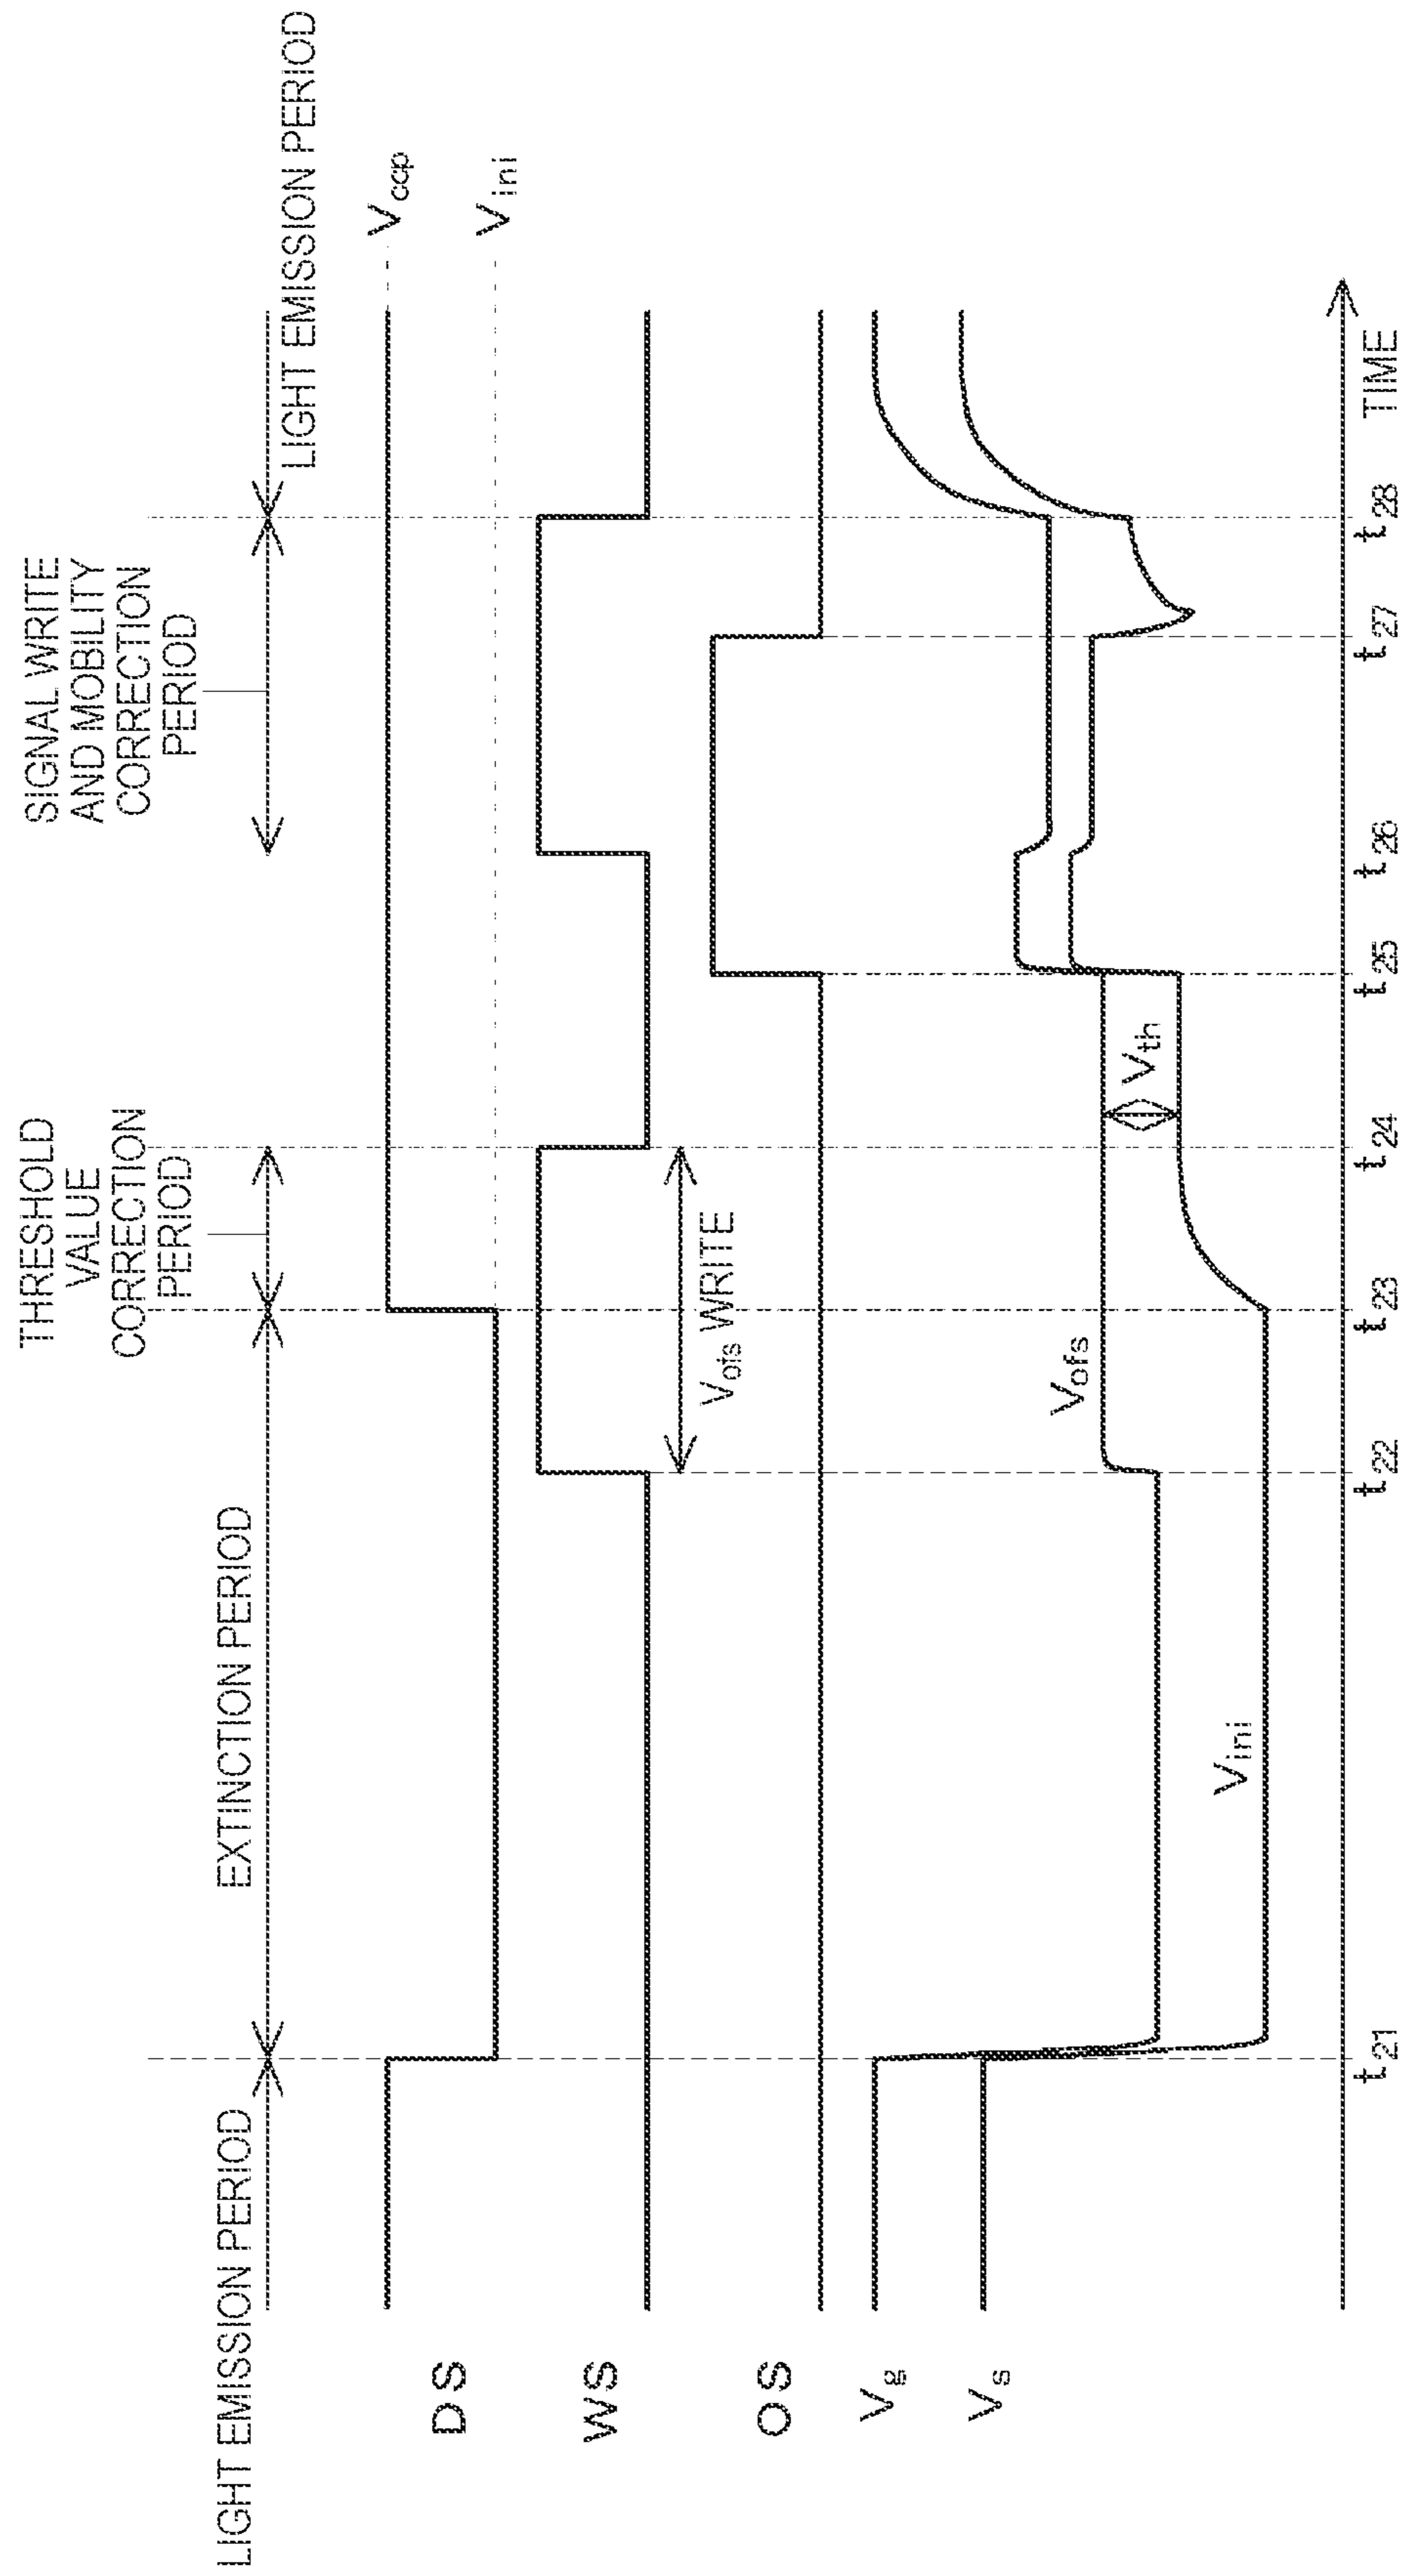 LIGHT EMISSION PERIOD
EXTINCTION PERIOD
THRESHOLD
VALUE
CORRECTION
PERIOD
SIGNAL WRITE
AND MOBILITY
CORRECTION
PERIOD
LIGHT EMISSION PERIOD
DS
Vccp
Vini
WS
Vofs WRITE
OS
Vg
Vs
Vofs
Vth
Vini
t21
t22
t23
t24
t25
t26
t27
t28
TIME